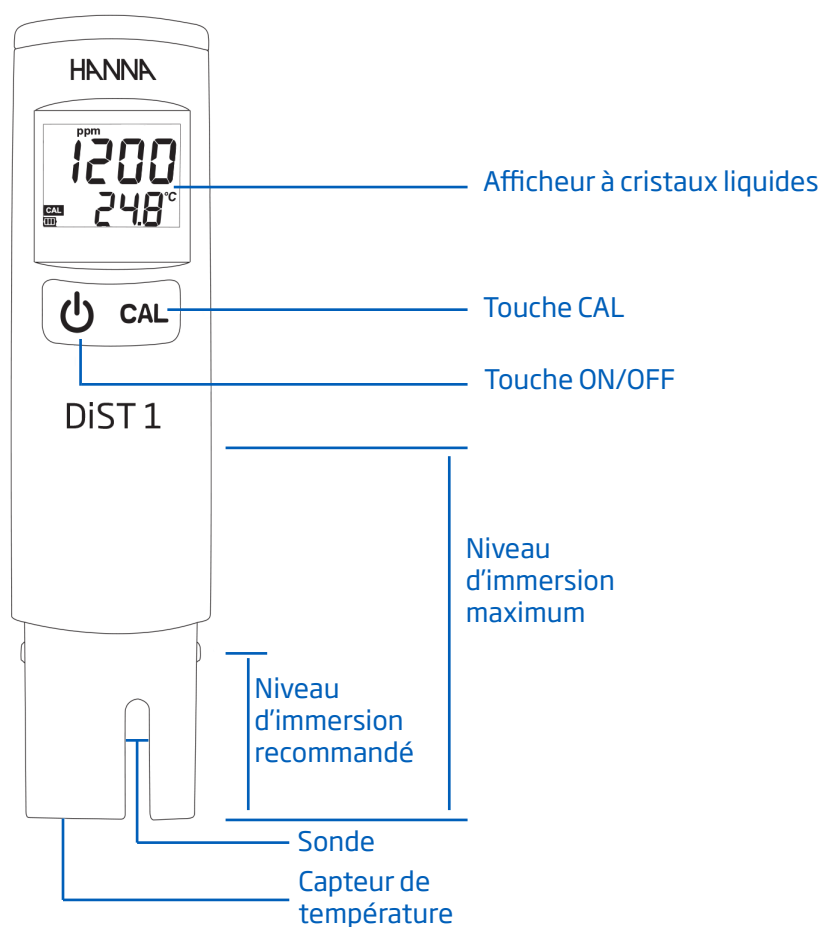 HANNA
ppm
1200
24.8°C
CAL
CAL
DiST 1
Afficheur à cristaux liquides
Touche CAL
Touche ON/OFF
Niveau
d'immersion
maximum
Niveau
d'immersion
recommandé
Sonde
Capteur de
température